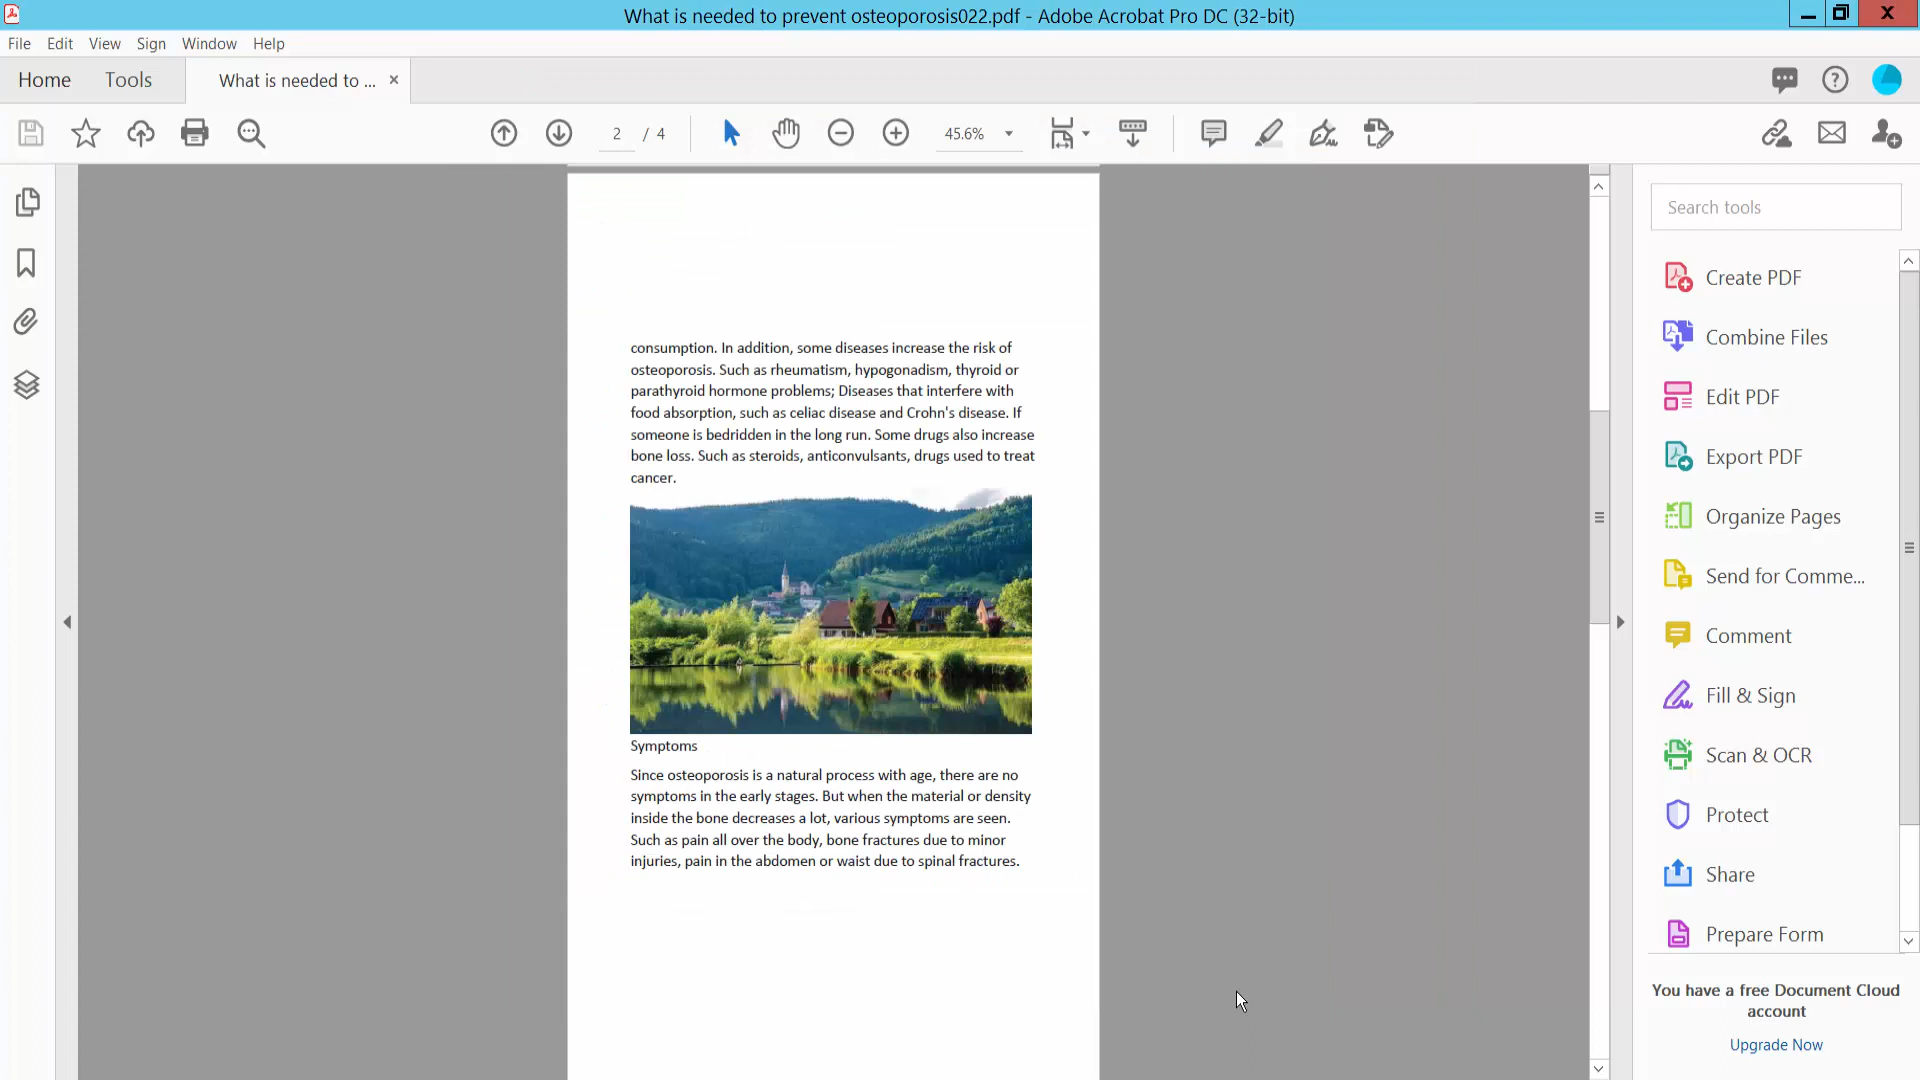 What is needed to prevent osteoporosis022.pdf - Adobe Acrobat Pro DC (32-bit)
X
File Edit View Sign Window Help
Home Tools What is needed to ... ×
2 / 4 45.6%
Search tools
Create PDF
Combine Files
Edit PDF
Export PDF
Organize Pages
Send for Comme...
Comment
Fill & Sign
Scan & OCR
Protect
Share
Prepare Form
You have a free Document Cloud
account
Upgrade Now
consumption. In addition, some diseases increase the risk of
osteoporosis. Such as rheumatism, hypogonadism, thyroid or
parathyroid hormone problems; Diseases that interfere with
food absorption, such as celiac disease and Crohn's disease. If
someone is bedridden in the long run. Some drugs also increase
bone loss. Such as steroids, anticonvulsants, drugs used to treat
cancer.
Symptoms
Since osteoporosis is a natural process with age, there are no
symptoms in the early stages. But when the material or density
inside the bone decreases a lot, various symptoms are seen.
Such as pain all over the body, bone fractures due to minor
injuries, pain in the abdomen or waist due to spinal fractures.